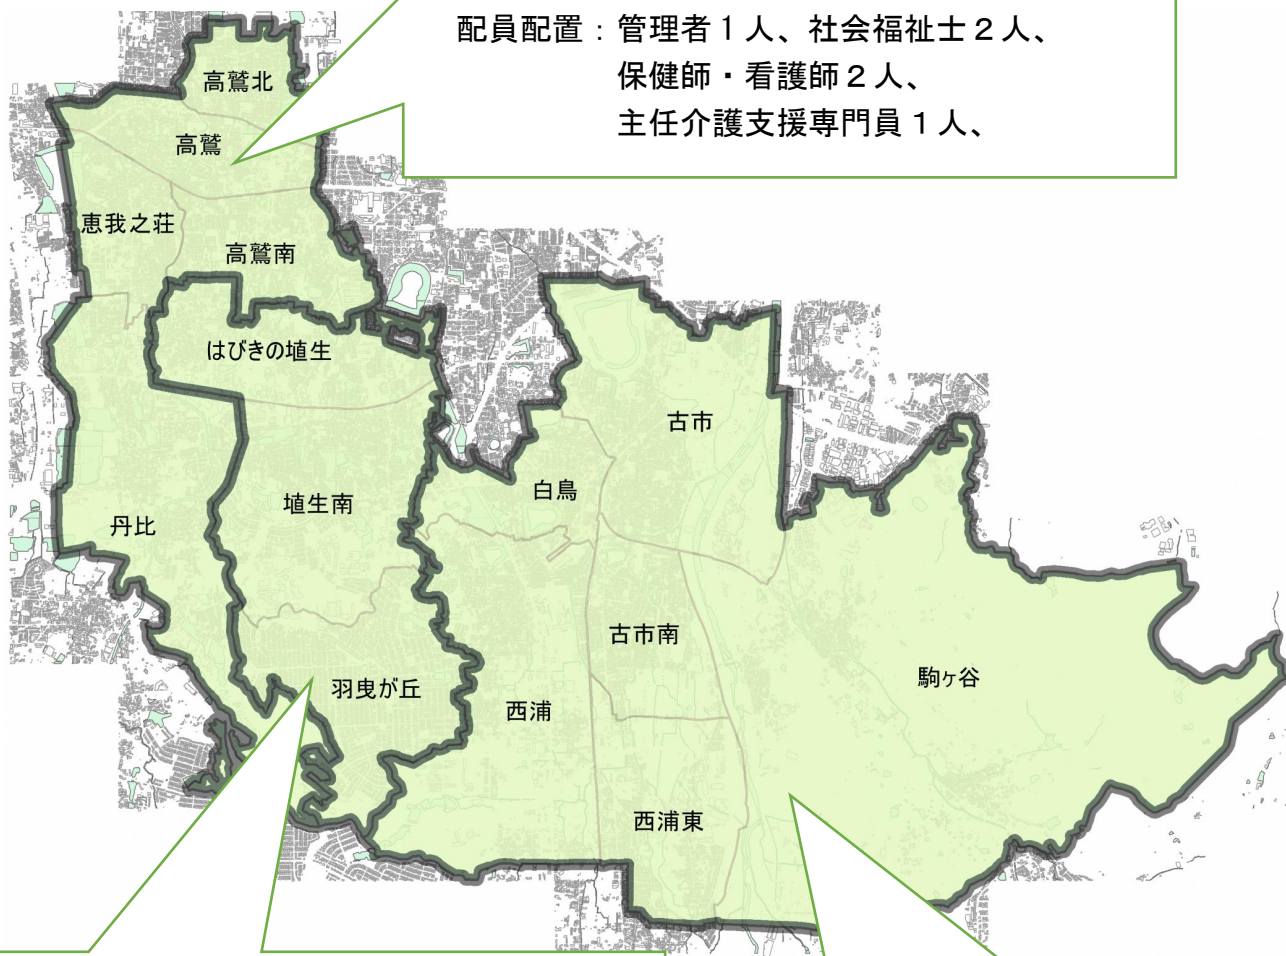 配員配置：管理者１人、社会福祉士２人、
保健師・看護師２人、
主任介護支援専門員１人、
高鷲北
高鷲
恵我之荘
高鷲南
はびきの埴生
古市
白鳥
埴生南
丹比
古市南
駒ヶ谷
羽曳が丘
西浦
西浦東